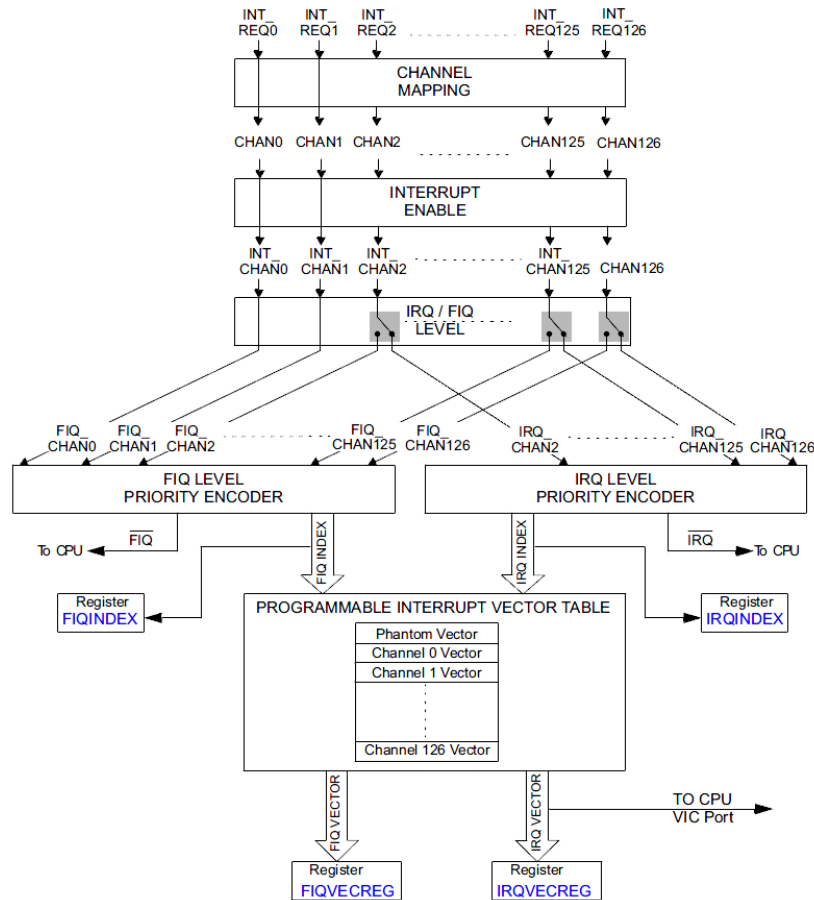 INT_ INT_ INT_ INT_ INT_
REQ0 REQ1 REQ2 REQ125 REQ126
CHANNEL
MAPPING
CHAN0 CHAN1 CHAN2 CHAN125 CHAN126
INTERRUPT
ENABLE
INT_ INT_ INT_ INT_
CHAN0 CHAN1 CHAN2 CHAN125 CHAN126
IRQ / FIQ
LEVEL
FIQ_ FIQ_ FIQ_ FIQ_ FIQ_ IRQ_ IRQ_ IRQ_
CHAN0 CHAN1 CHAN2 CHAN125 CHAN126 CHAN2 CHAN125 CHAN126
FIQ LEVEL
PRIORITY ENCODER
IRQ LEVEL
PRIORITY ENCODER
To CPU FIQ
FIQ INDEX
IRQ INDEX
IRQ To CPU
Register
FIQINDEX
PROGRAMMABLE INTERRUPT VECTOR TABLE
Register
IRQINDEX
Phantom Vector
Channel 0 Vector
Channel 1 Vector
Channel 126 Vector
FIQ VECTOR
IRQ VECTOR
TO CPU
VIC Port
Register
FIQVECREG
Register
IRQVECREG